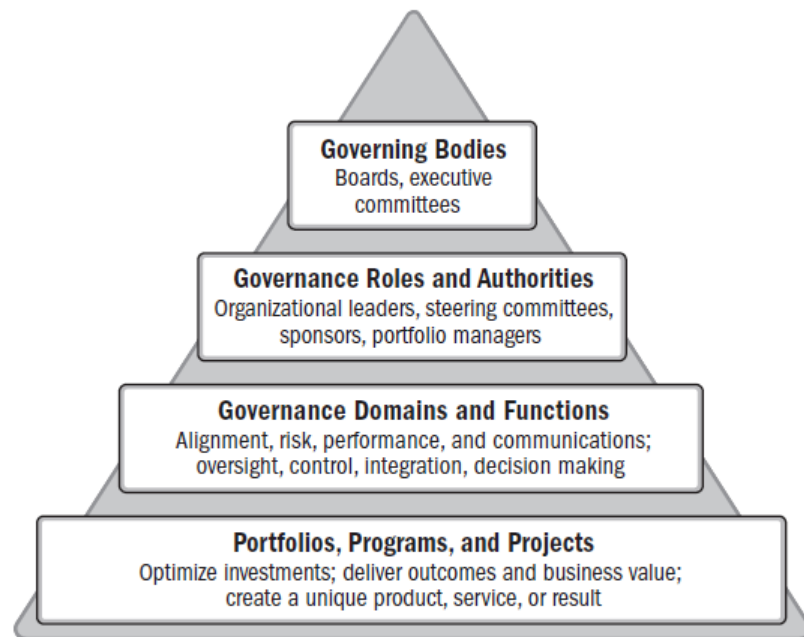 Governing Bodies
Boards, executive
committees
Governance Roles and Authorities
Organizational leaders, steering committees,
sponsors, portfolio managers
Governance Domains and Functions
Alignment, risk, performance, and communications;
oversight, control, integration, decision making
Portfolios, Programs, and Projects
Optimize investments; deliver outcomes and business value;
create a unique product, service, or result